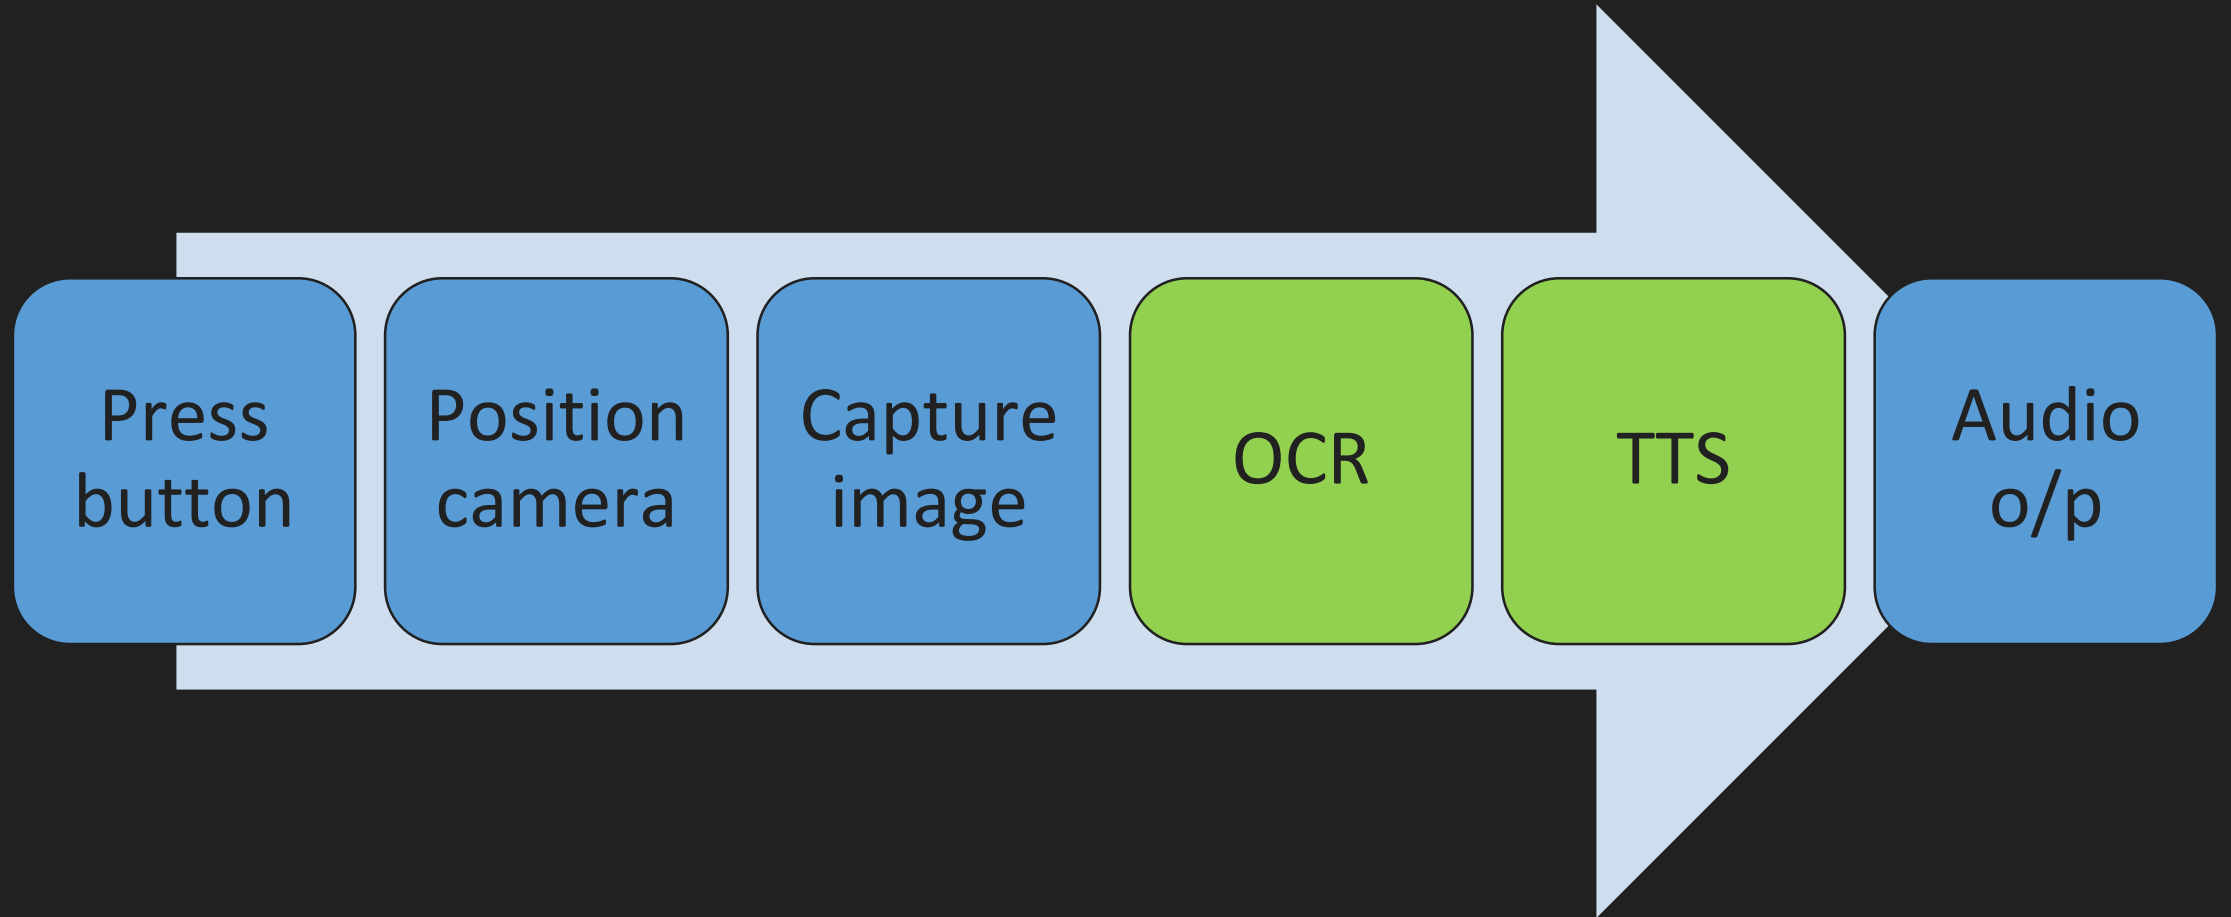 Press
button
Position
camera
Capture
image
OCR
TTS
Audio
o/p